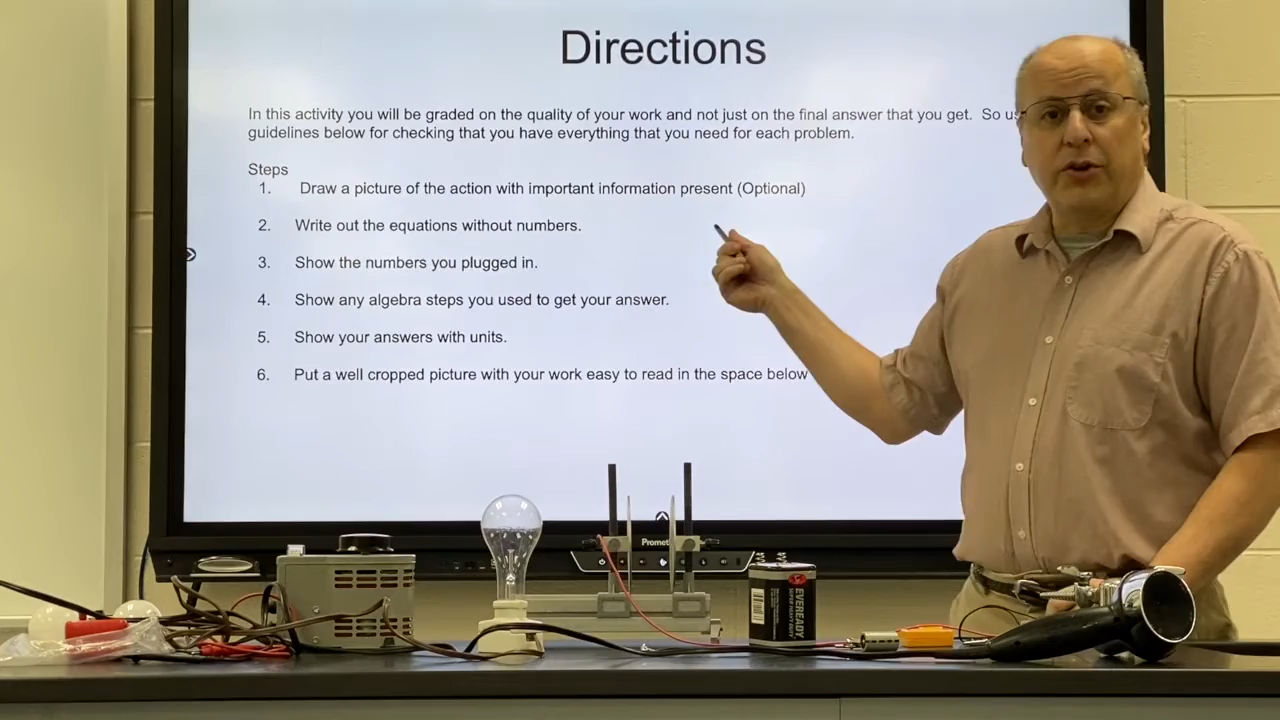 Directions
In this activity you will be graded on the quality of your work and not just on the final answer that you get. So
guidelines below for checking that you have everything that you need for each problem.
Steps
1. Draw a picture of the action with important information present (Optional)
2. Write out the equations without numbers.
3. Show the numbers you plugged in.
4. Show any algebra steps you used to get your answer.
5. Show your answers with units.
6. Put a well cropped picture with your work easy to read in the space below
Promet
EVEREADY
SUPER HEAVY DUTY